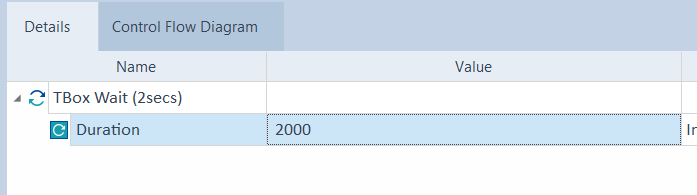 Details Control Flow Diagram
Name Value
TBox Wait (2secs)
Duration 2000